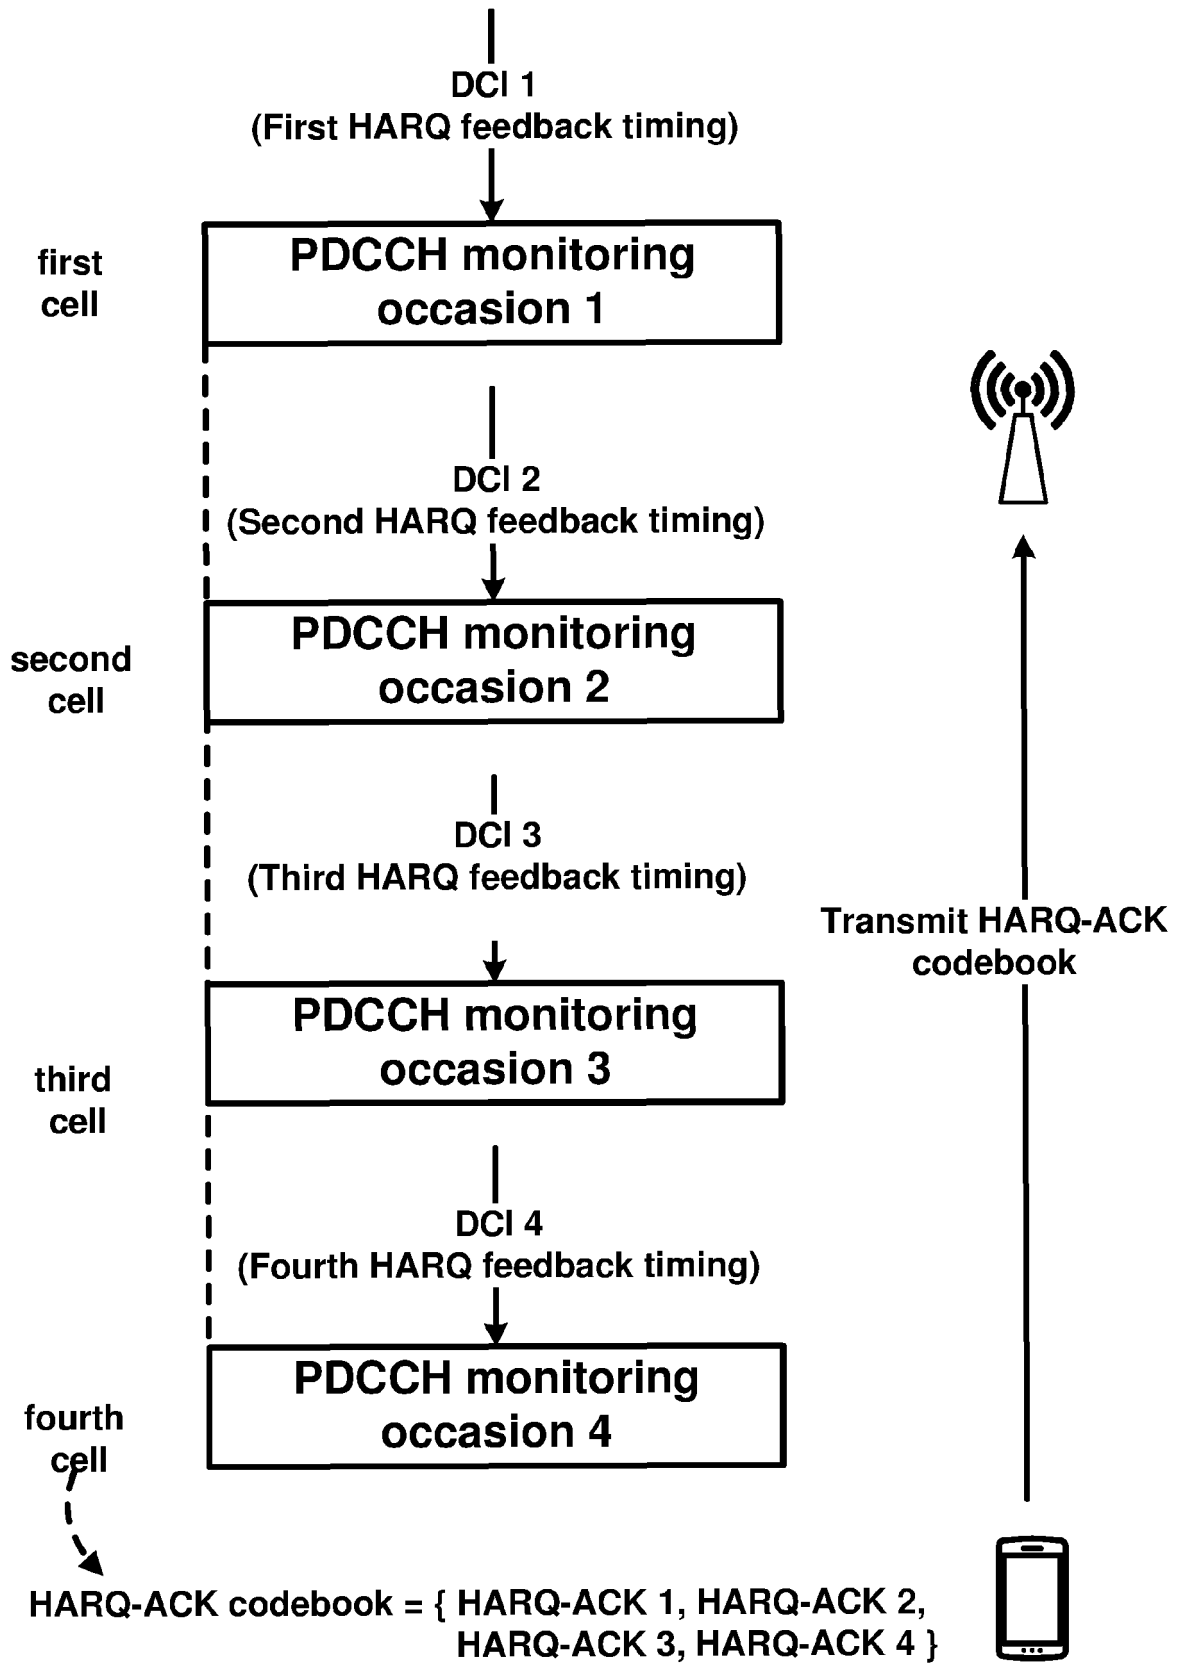 DCI 1
(First HARQ feedback timing)
first
cell
PDCCH monitoring
occasion 1
DCI 2
(Second HARQ feedback timing)
second
cell
PDCCH monitoring
occasion 2
DCI 3
(Third HARQ feedback timing)
Transmit HARQ-ACK
codebook
third
cell
PDCCH monitoring
occasion 3
DCI 4
(Fourth HARQ feedback timing)
fourth
cell
PDCCH monitoring
occasion 4
HARQ-ACK codebook = { HARQ-ACK 1, HARQ-ACK 2,
HARQ-ACK 3, HARQ-ACK 4 }